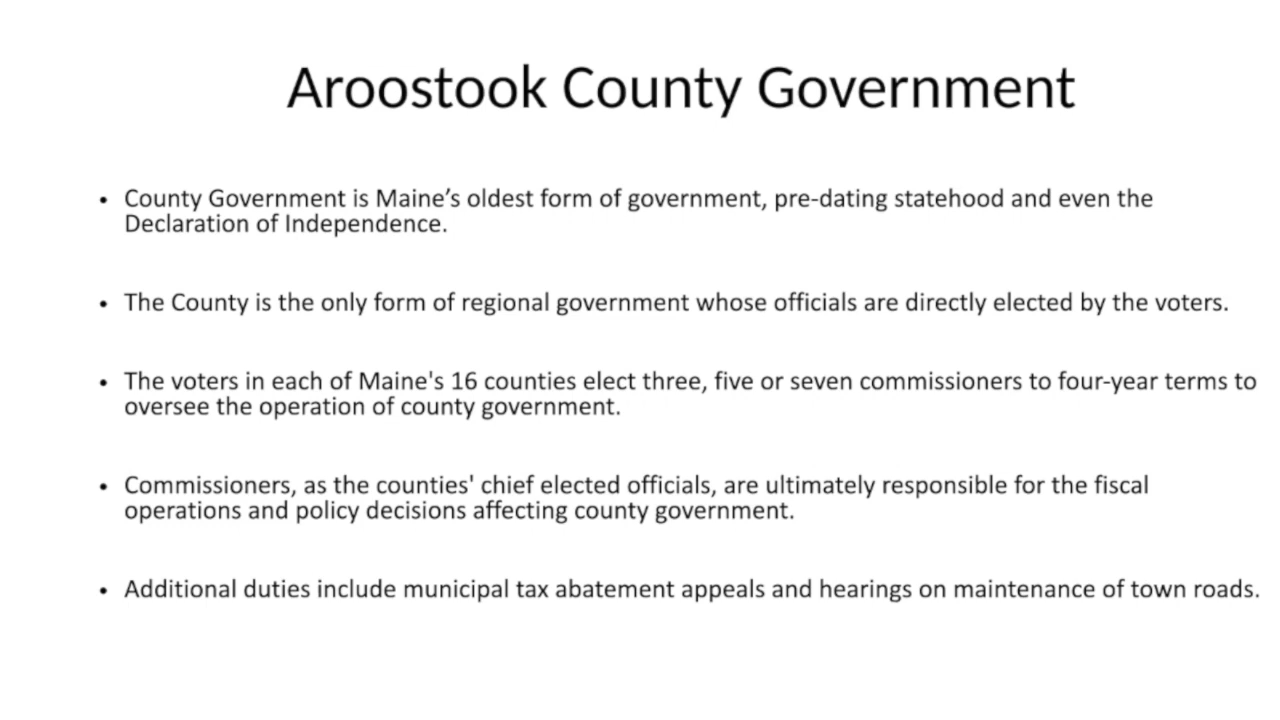 Aroostook County Government
• County Government is Maine’s oldest form of government, pre-dating statehood and even the
Declaration of Independence.
• The County is the only form of regional government whose officials are directly elected by the voters.
• The voters in each of Maine's 16 counties elect three, five or seven commissioners to four-year terms to
oversee the operation of county government.
• Commissioners, as the counties' chief elected officials, are ultimately responsible for the fiscal
operations and policy decisions affecting county government.
• Additional duties include municipal tax abatement appeals and hearings on maintenance of town roads.